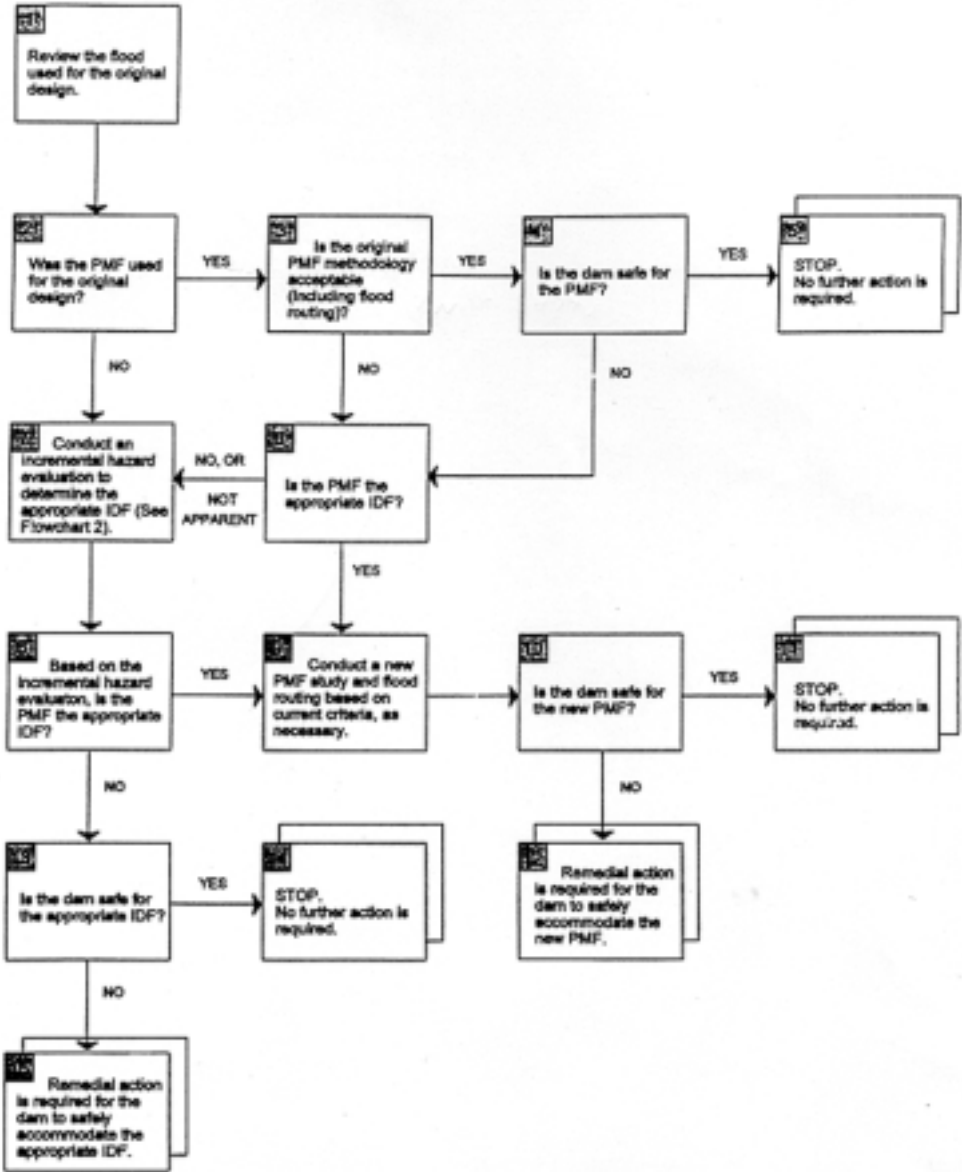 Review the flood
used for the original
design.
Was the PMF used
for the original
design?
YES
Is the original
PMF methodology
acceptable
(Including flood
routing)?
YES
Is the dam safe for
the PMF?
YES
STOP.
No further action is
required.
NO
NO
NO
Conduct an
incremental hazard
evaluation to
determine the
appropriate IDF (See
Flowchart 2).
NO, OR
NOT
APPARENT
Is the PMF the
appropriate IDF?
YES
Based on the
incremental hazard
evaluaton, is the
PMF the appropriate
IDF?
YES
Conduct a new
PMF study and flood
routing based on
current criteria, as
necessary.
Is the dam safe for
the new PMF?
YES
STOP.
No further action is
required.
NO
NO
Is the dam safe for
the appropriate IDF?
YES
STOP.
No further action is
required.
Remedial action
is required for the
dam to safely
accommodate the
new PMF.
NO
Remedial action
is required for the
dam to safely
accommodate the
appropriate IDF.